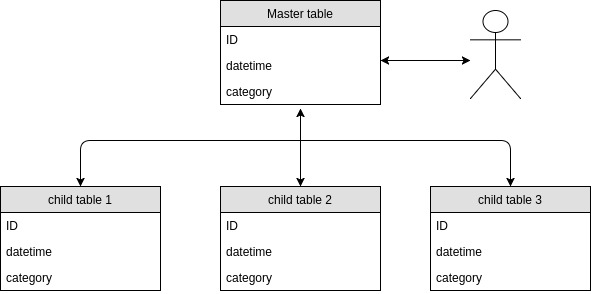 Master table
ID
datetime
category
child table 1
ID
datetime
category
child table 2
ID
datetime
category
child table 3
ID
datetime
category